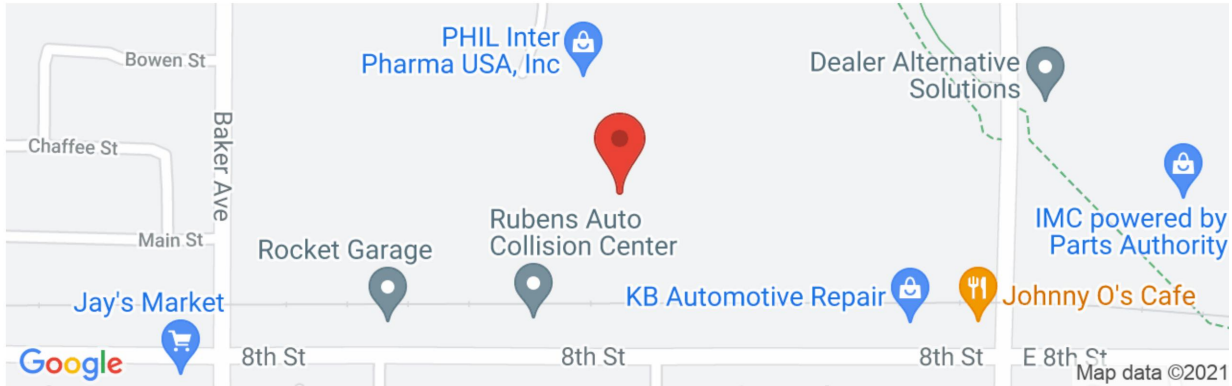 PHIL Inter
Pharma USA, Inc
Dealer Alternative
Solutions
Bowen St
Baker Ave
Chaffee St
Main St
Rubens Auto
Collision Center
Rocket Garage
IMC powered by
Parts Authority
Jay's Market
KB Automotive Repair
Johnny O's Cafe
Google
8th St
8th St
8th St
E 8th St
Map data ©2021